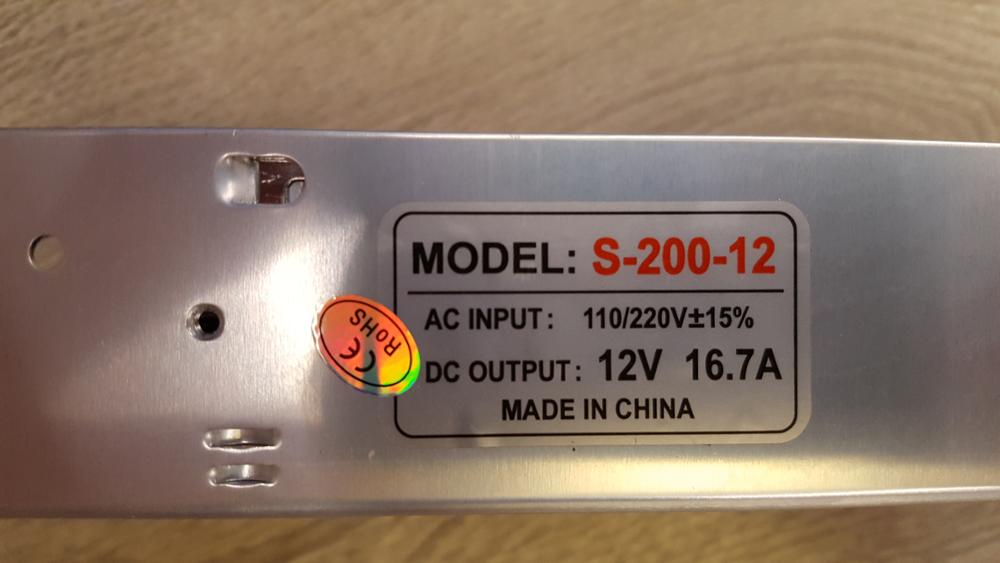 MODEL: S-200-12
AC INPUT: 110/220V±15%
DC OUTPUT: 12V 16.7A
MADE IN CHINA
CE
RoHS